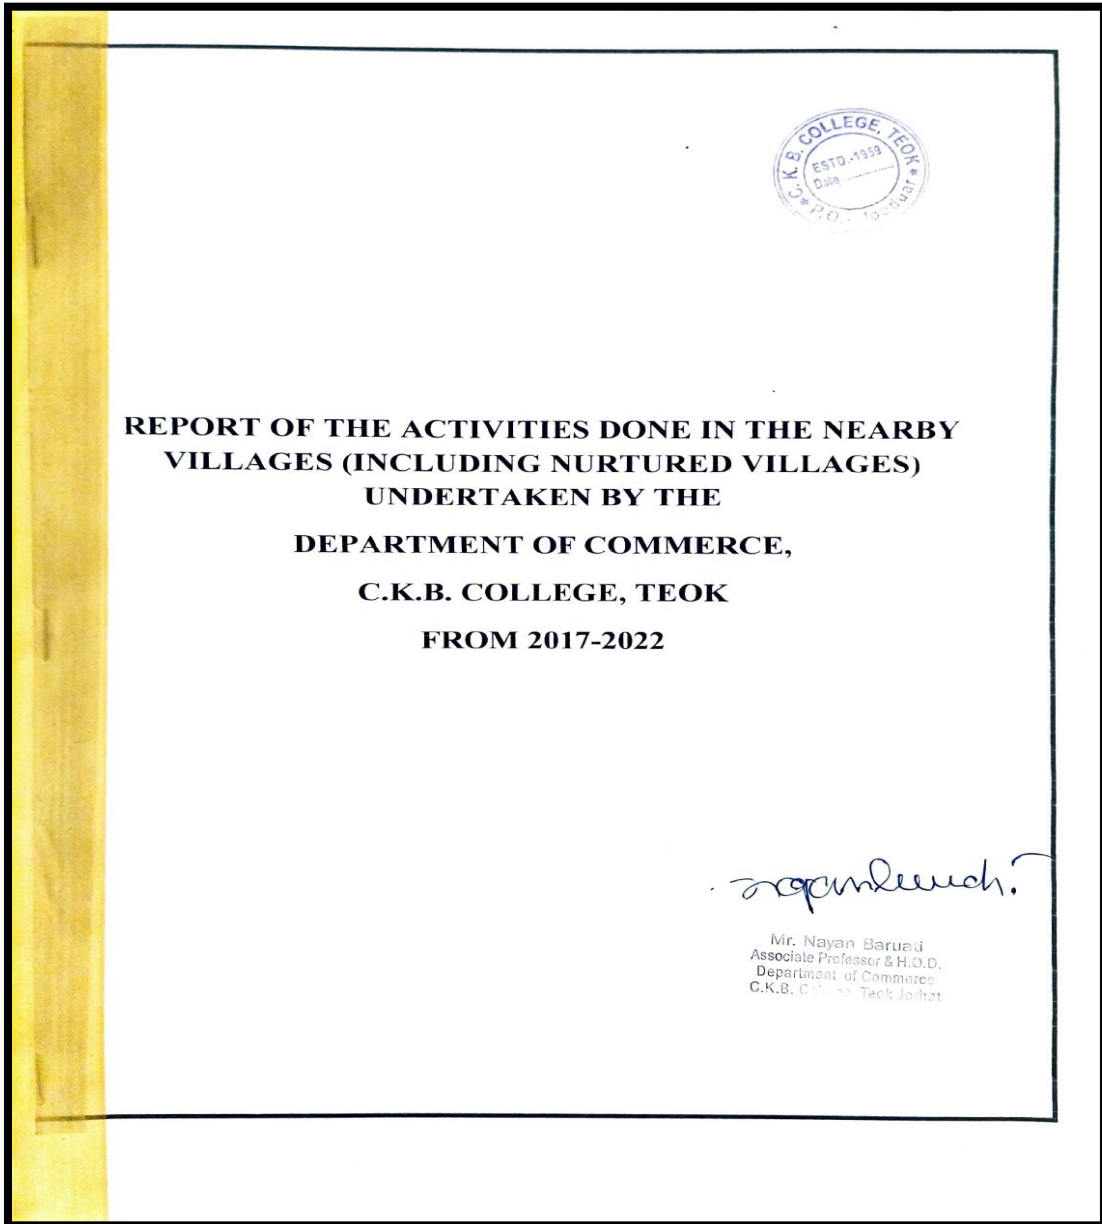 C. K. B. COLLEGE, TEOK
ESTD.-1959
Date
P.O.-
REPORT OF THE ACTIVITIES DONE IN THE NEARBY
VILLAGES (INCLUDING NURTURED VILLAGES)
UNDERTAKEN BY THE
DEPARTMENT OF COMMERCE,
C.K.B. COLLEGE, TEOK
FROM 2017-2022
Mr. Nayan
Associate Professor & H.O.D.
Department of Commerce
C.K.B. Teok Jorhat